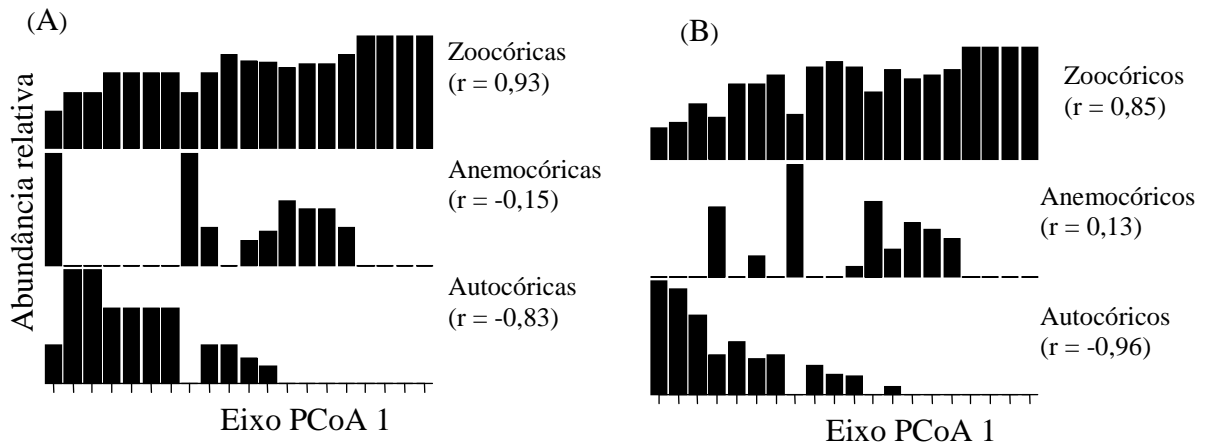 (A)
Abundância relativa
Zoocóricas
(r = 0,93)
Anemocóricas
(r = -0,15)
Autocóricas
(r = -0,83)
Eixo PCoA 1
(B)
Zoocóricos
(r = 0,85)
Anemocóricos
(r = 0,13)
Autocóricos
(r = -0,96)
Eixo PCoA 1